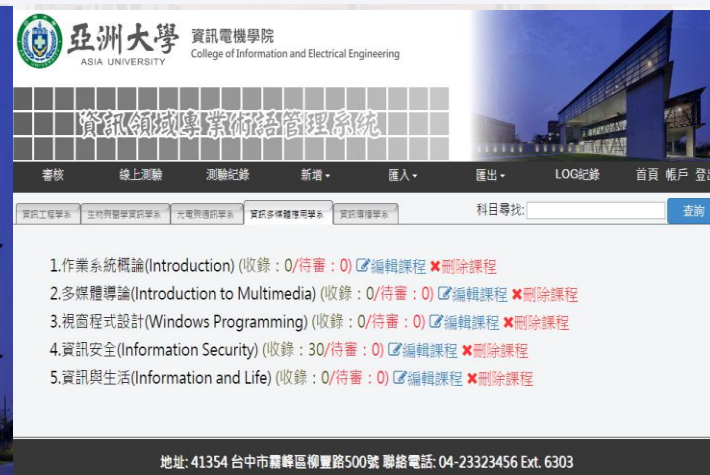 亞洲大學
ASIA UNIVERSITY
資訊電機學院
College of Information and Electrical Engineering
資訊領域專業術語管理系統
審核 線上測驗 測驗紀錄 新增 匯入 匯出 LOG紀錄 首頁 帳戶 登出
資訊工程學系 生物與醫學資訊學系 光電與通訊學系 資訊多媒體應用學系 資訊傳播學系 科目尋找: 查詢
1.作業系統概論(Introduction) (收錄：0/待審：0) 編輯課程 刪除課程
2.多媒體導論(Introduction to Multimedia) (收錄：0/待審：0) 編輯課程 刪除課程
3.視窗程式設計(Windows Programming) (收錄：0/待審：0) 編輯課程 刪除課程
4.資訊安全(Information Security) (收錄：30/待審：0) 編輯課程 刪除課程
5.資訊與生活(Information and Life) (收錄：0/待審：0) 編輯課程 刪除課程
地址: 41354 台中市霧峰區柳豐路500號 聯絡電話: 04-23323456 Ext. 6303